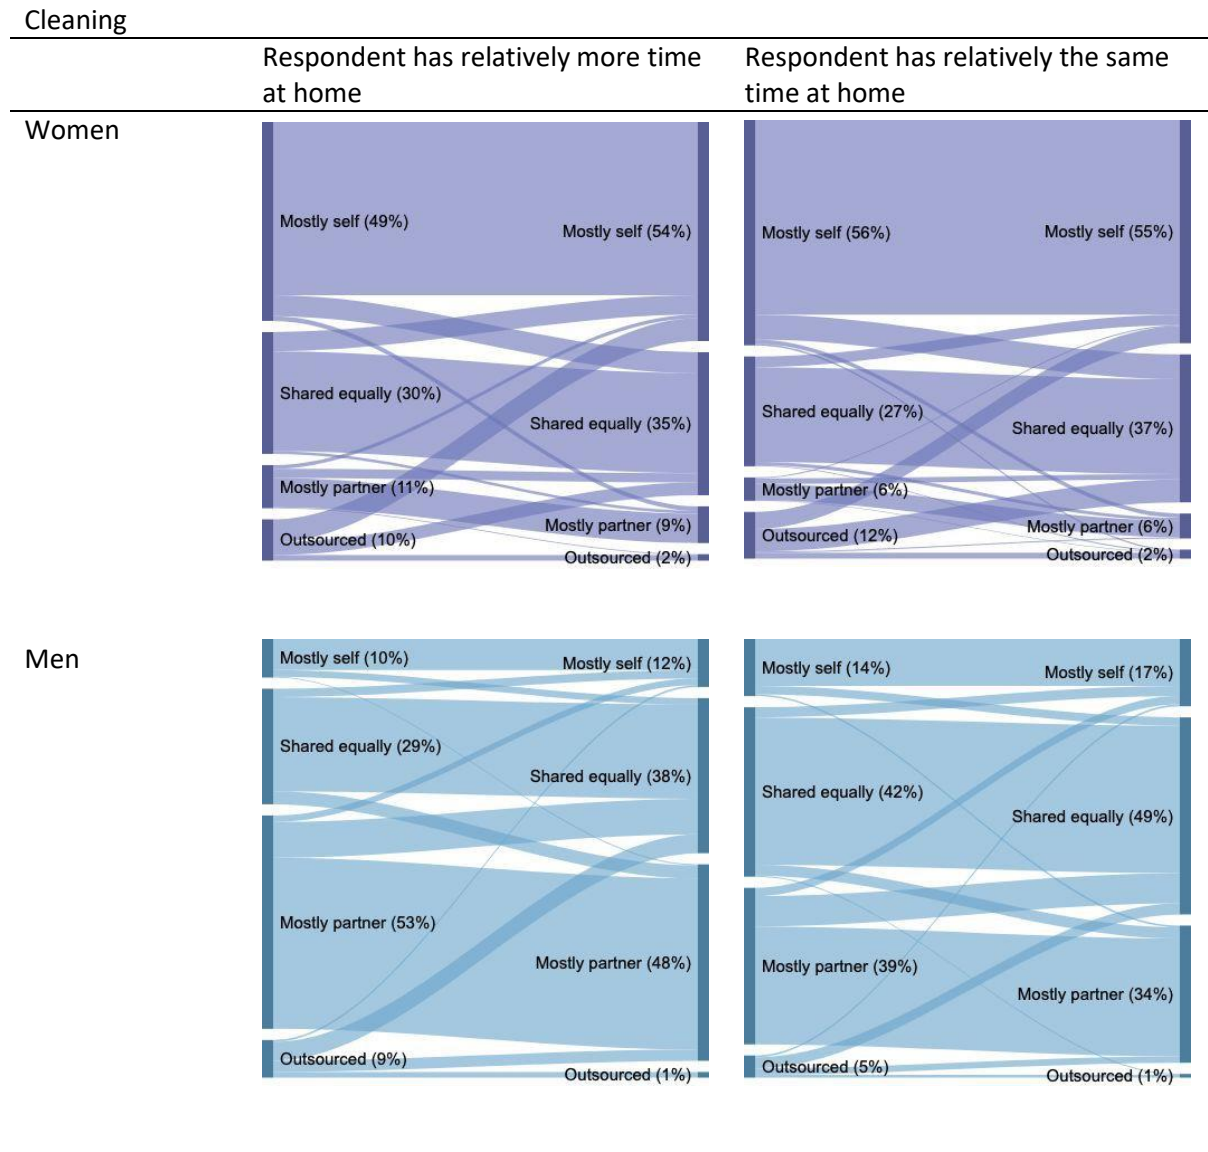 Cleaning
Respondent has relatively more time
at home
Respondent has relatively the same
time at home
Women
Mostly self (49%)
Shared equally (30%)
Mostly partner (11%)
Outsourced (10%)
Mostly self (54%)
Shared equally (35%)
Mostly partner (9%)
Outsourced (2%)
Mostly self (56%)
Shared equally (27%)
Mostly partner (6%)
Outsourced (12%)
Mostly self (55%)
Shared equally (37%)
Mostly partner (6%)
Outsourced (2%)
Men
Mostly self (10%)
Shared equally (29%)
Mostly partner (53%)
Outsourced (9%)
Mostly self (12%)
Shared equally (38%)
Mostly partner (48%)
Outsourced (1%)
Mostly self (14%)
Shared equally (42%)
Mostly partner (39%)
Outsourced (5%)
Mostly self (17%)
Shared equally (49%)
Mostly partner (34%)
Outsourced (1%)